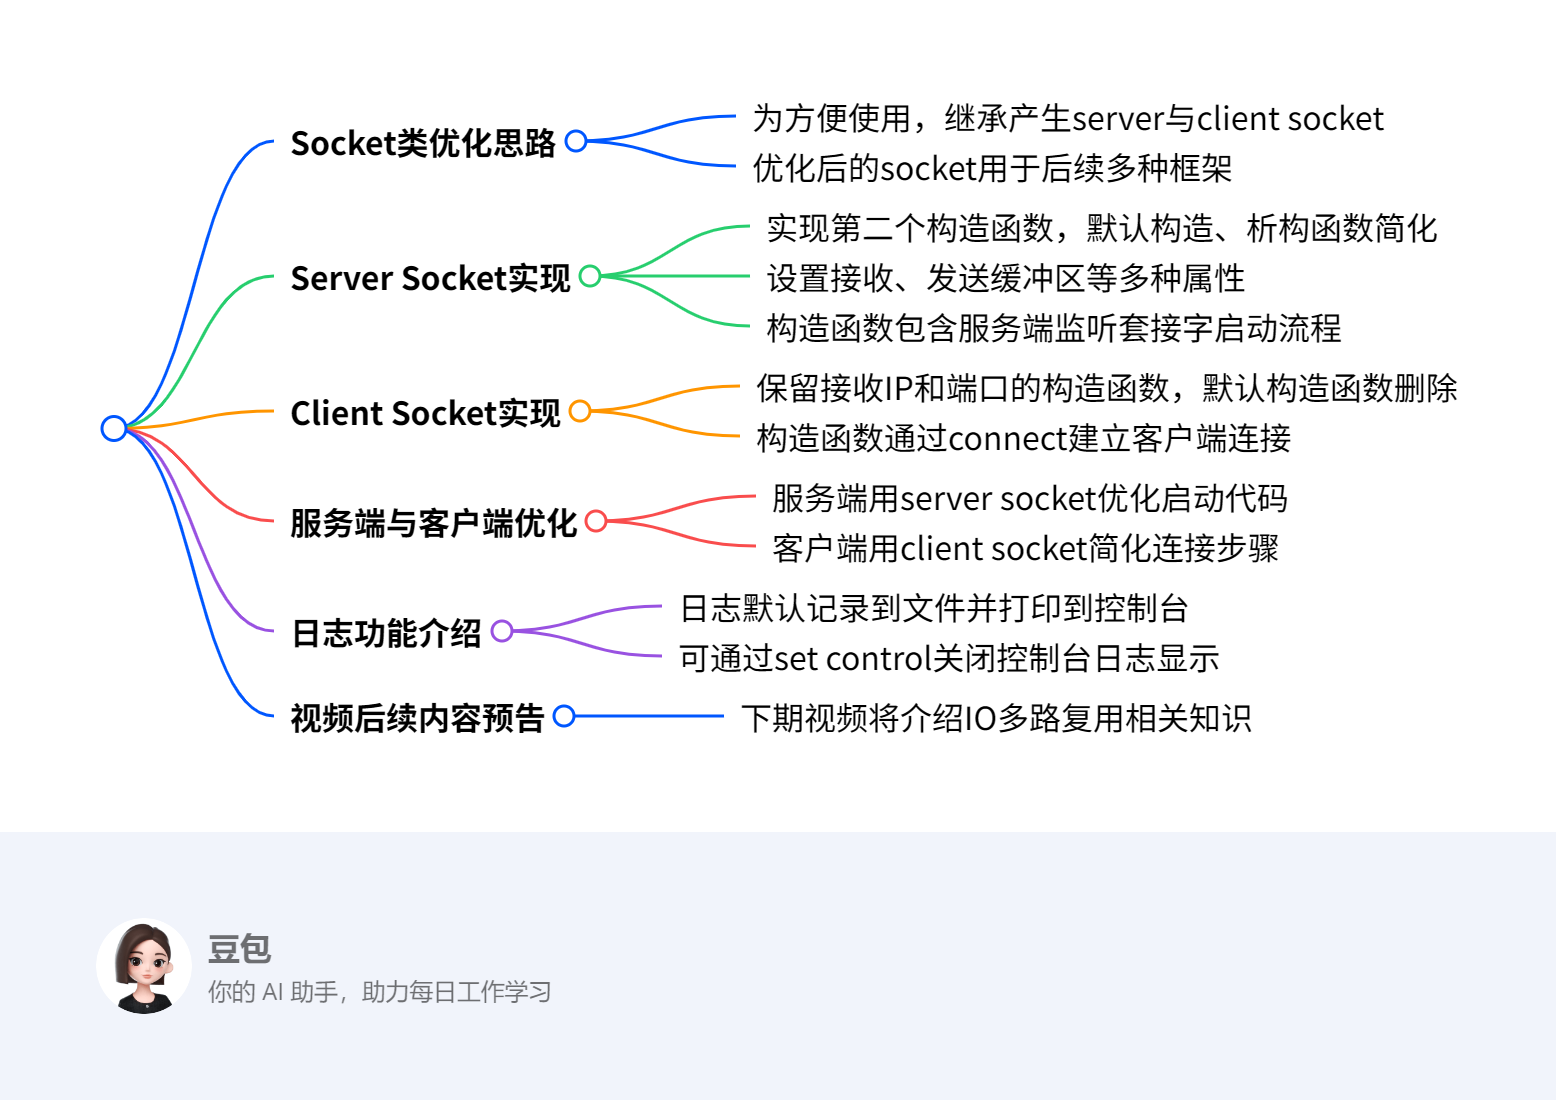 Socket类优化思路
为方便使用，继承产生server与client socket
优化后的socket用于后续多种框架
Server Socket实现
实现第二个构造函数，默认构造、析构函数简化
设置接收、发送缓冲区等多种属性
构造函数包含服务端监听套接字启动流程
Client Socket实现
保留接收IP和端口的构造函数，默认构造函数删除
构造函数通过connect建立客户端连接
服务端与客户端优化
服务端用server socket优化启动代码
客户端用client socket简化连接步骤
日志功能介绍
日志默认记录到文件并打印到控制台
可通过set control关闭控制台日志显示
视频后续内容预告
下期视频将介绍IO多路复用相关知识
豆包
你的 AI 助手，助力每日工作学习